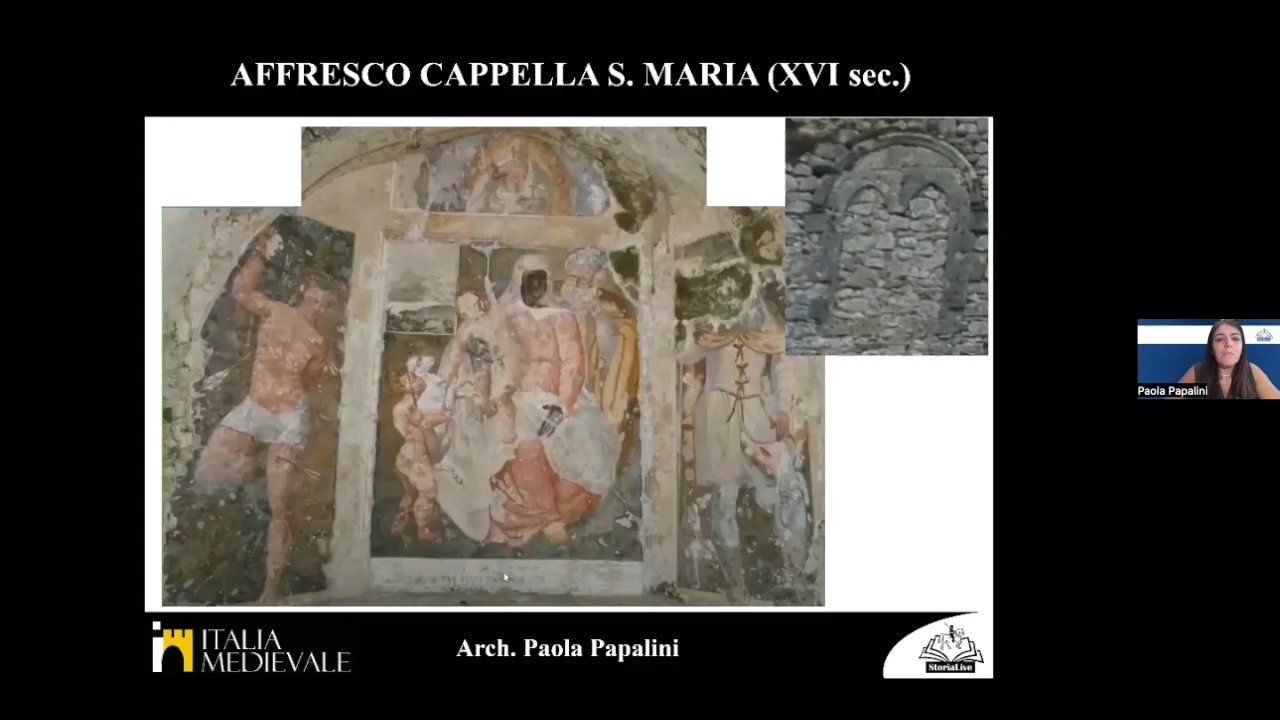 AFFRESCO CAPPELLA S. MARIA (XVI sec.)
Paola Papalini
ITALIA
MEDIEVALE
Arch. Paola Papalini
StoriaLive